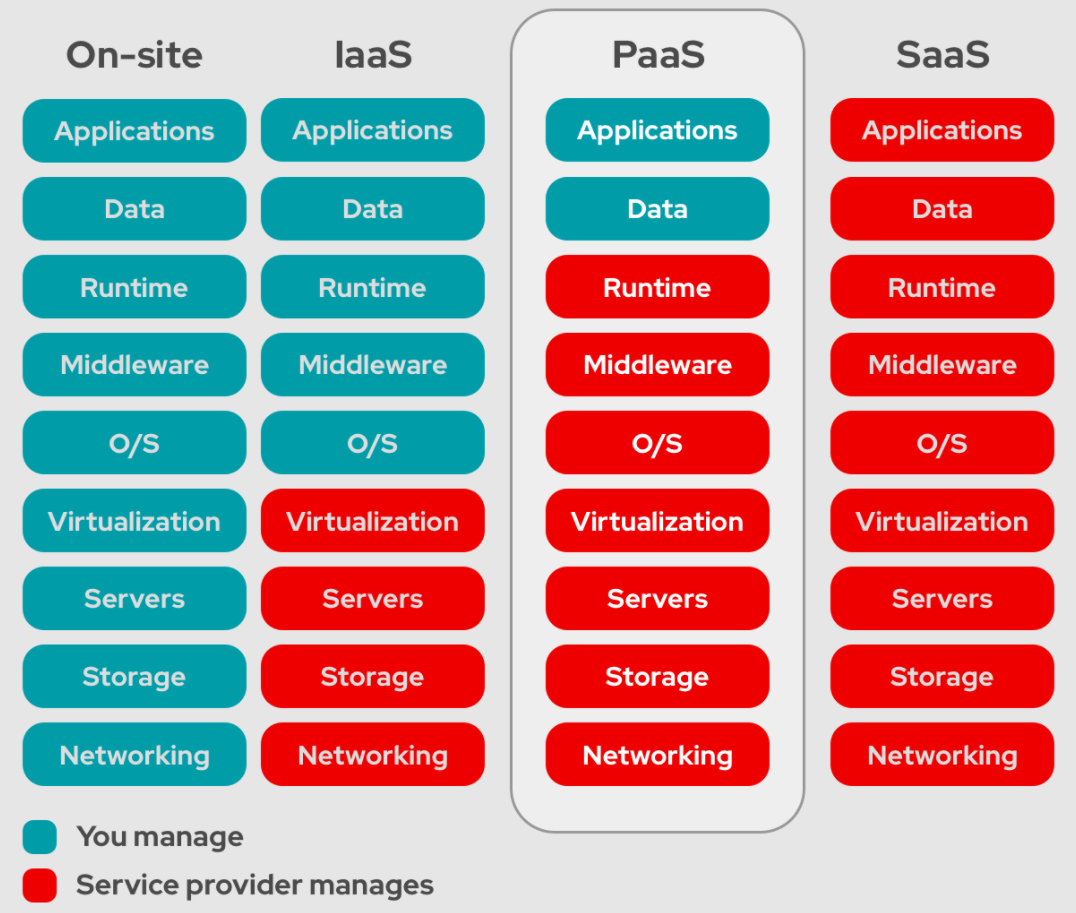 On-site IaaS PaaS SaaS
Applications Applications Applications Applications
Data Data Data Data
Runtime Runtime Runtime Runtime
Middleware Middleware Middleware Middleware
O/S O/S O/S O/S
Virtualization Virtualization Virtualization Virtualization
Servers Servers Servers Servers
Storage Storage Storage Storage
Networking Networking Networking Networking
You manage
Service provider manages